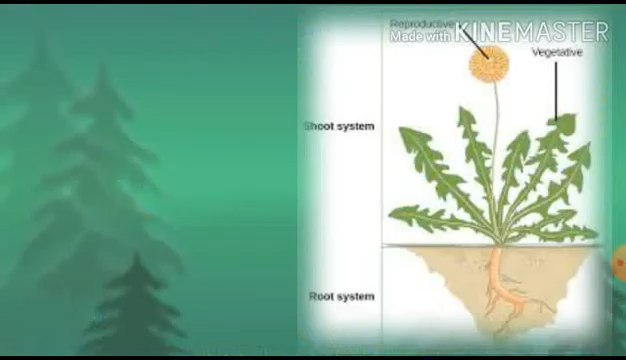 Reproductive
Made with KINEMASTER
Vegetative
Shoot system
Root system